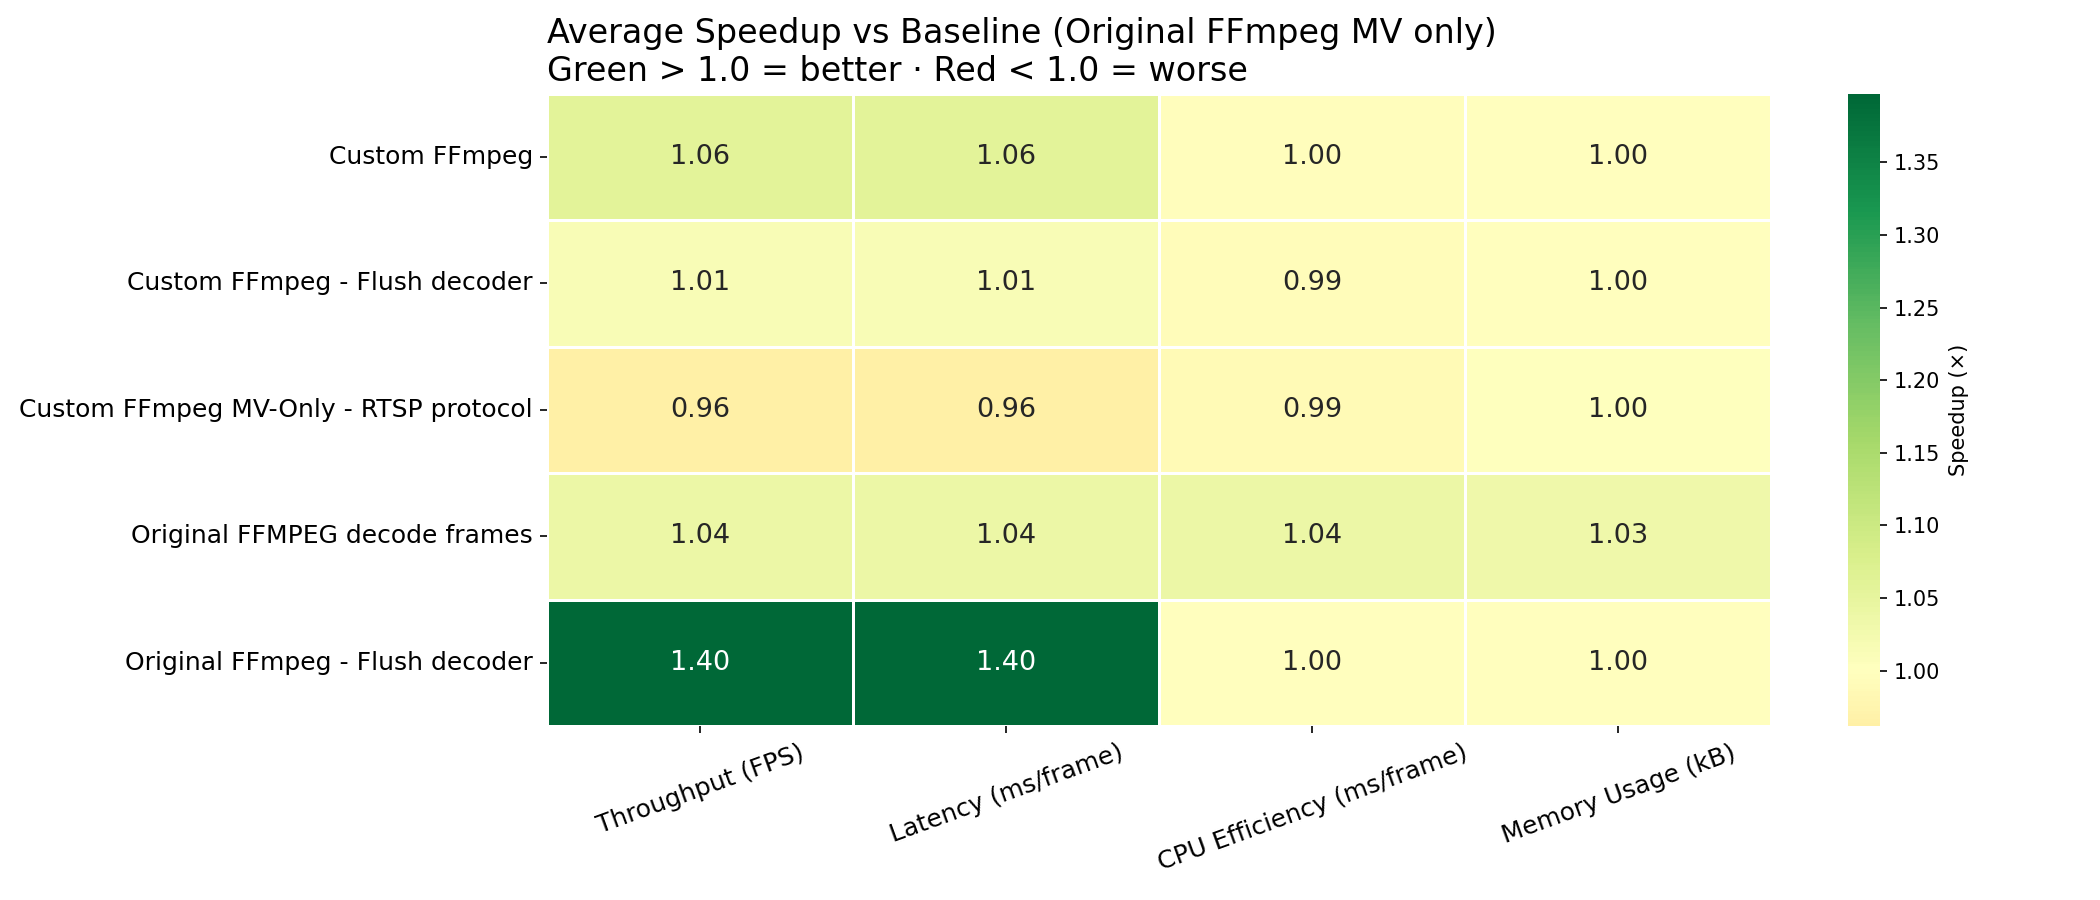 Average Speedup vs Baseline (Original FFmpeg MV only)
Green > 1.0 = better · Red < 1.0 = worse
Custom FFmpeg
1.06
1.06
1.00
1.00
Custom FFmpeg - Flush decoder
1.01
1.01
0.99
1.00
Custom FFmpeg MV-Only - RTSP protocol
0.96
0.96
0.99
1.00
Original FFMPEG decode frames
1.04
1.04
1.04
1.03
Original FFmpeg - Flush decoder
1.40
1.40
1.00
1.00
Throughput (FPS)
Latency (ms/frame)
CPU Efficiency (ms/frame)
Memory Usage (kB)
1.35
1.30
1.25
1.20
1.15
1.10
1.05
1.00
Speedup (×)